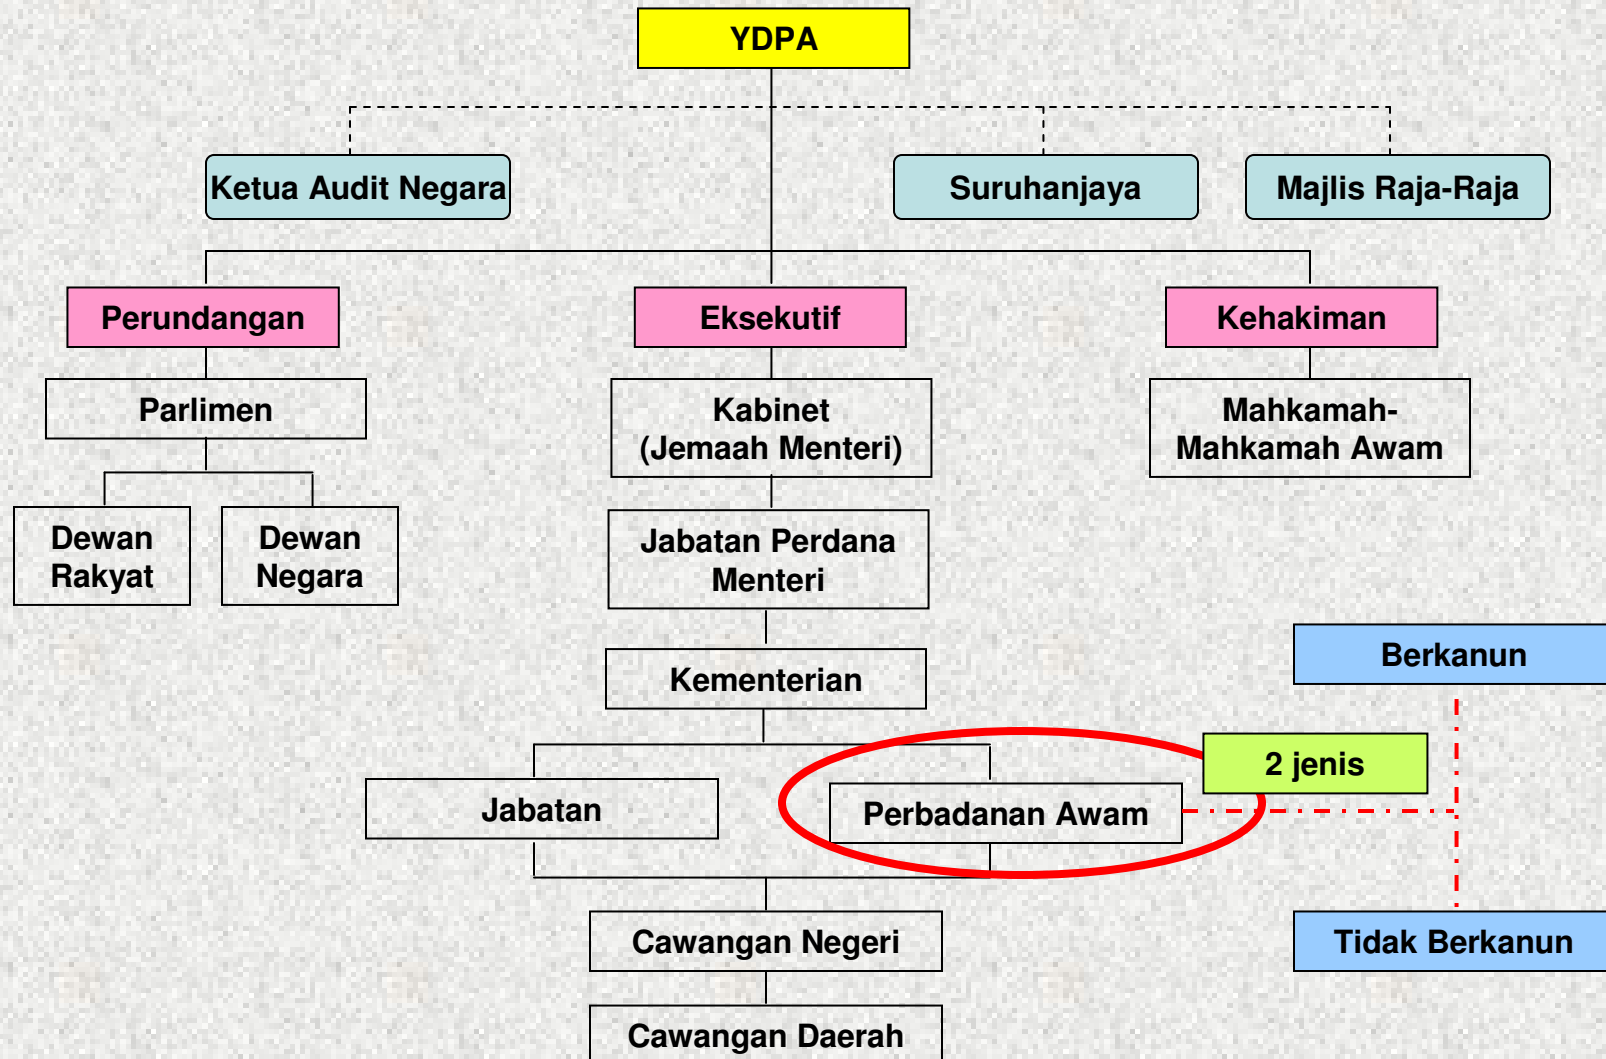 YDPA
Ketua Audit Negara
Suruhanjaya
Majlis Raja-Raja
Perundangan
Eksekutif
Kehakiman
Parlimen
Kabinet
(Jemaah Menteri)
Mahkamah-
Mahkamah Awam
Dewan
Rakyat
Dewan
Negara
Jabatan Perdana
Menteri
Berkanun
Kementerian
2 jenis
Jabatan
Perbadanan Awam
Cawangan Negeri
Tidak Berkanun
Cawangan Daerah